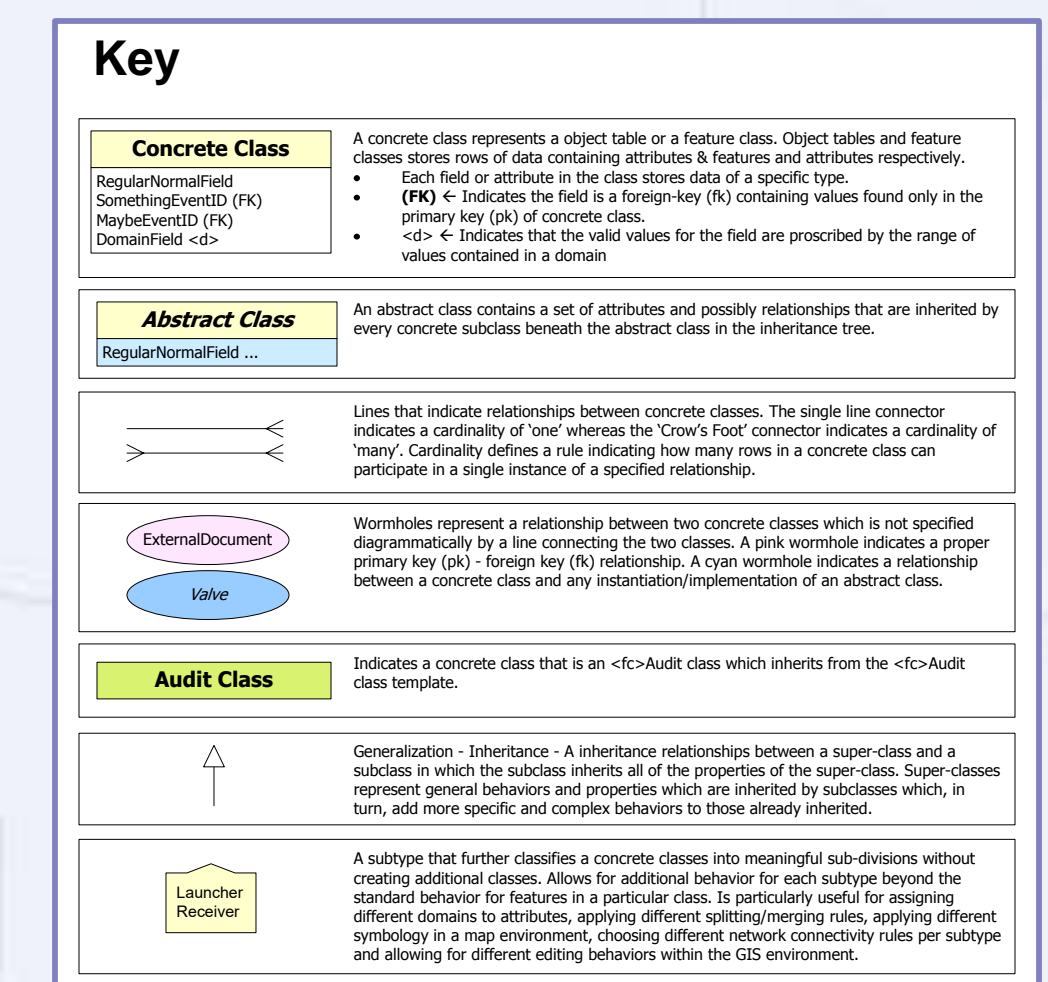 Key
Concrete Class
RegularNormalField
SomethingEventID (FK)
MaybeEventID (FK)
DomainField <d>
A concrete class represents a object table or a feature class. Object tables and feature
classes stores rows of data containing attributes & features and attributes respectively.
• Each field or attribute in the class stores data of a specific type.
• (FK) ← Indicates the field is a foreign-key (fk) containing values found only in the
primary key (pk) of concrete class.
• <d> ← Indicates that the valid values for the field are proscribed by the range of
values contained in a domain
Abstract Class
RegularNormalField ...
An abstract class contains a set of attributes and possibly relationships that are inherited by
every concrete subclass beneath the abstract class in the inheritance tree.
Lines that indicate relationships between concrete classes. The single line connector
indicates a cardinality of ‘one’ whereas the ‘Crow’s Foot’ connector indicates a cardinality of
‘many’. Cardinality defines a rule indicating how many rows in a concrete class can
participate in a single instance of a specified relationship.
ExternalDocument
Valve
Wormholes represent a relationship between two concrete classes which is not specified
diagrammatically by a line connecting the two classes. A pink wormhole indicates a proper
primary key (pk) - foreign key (fk) relationship. A cyan wormhole indicates a relationship
between a concrete class and any instantiation/implementation of an abstract class.
Audit Class
Indicates a concrete class that is an <fc>Audit class which inherits from the <fc>Audit
class template.
Generalization - Inheritance - A inheritance relationships between a super-class and a
subclass in which the subclass inherits all of the properties of the super-class. Super-classes
represent general behaviors and properties which are inherited by subclasses which, in
turn, add more specific and complex behaviors to those already inherited.
Launcher
Receiver
A subtype that further classifies a concrete classes into meaningful sub-divisions without
creating additional classes. Allows for additional behavior for each subtype beyond the
standard behavior for features in a particular class. Is particularly useful for assigning
different domains to attributes, applying different splitting/merging rules, applying different
symbology in a map environment, choosing different network connectivity rules per subtype
and allowing for different editing behaviors within the GIS environment.